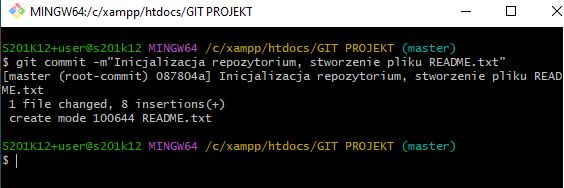 MINGW64:/c/xampp/htdocs/GIT PROJEKT
S201K12+user@s201k12 MINGW64 /c/xampp/htdocs/GIT PROJEKT (master)
$ git commit -m"Inicjalizacja repozytorium, stworzenie pliku README.txt"
[master (root-commit) 087804a] Inicjalizacja repozytorium, stworzenie pliku READ
ME.txt
 1 file changed, 8 insertions(+)
 create mode 100644 README.txt
S201K12+user@s201k12 MINGW64 /c/xampp/htdocs/GIT PROJEKT (master)
$